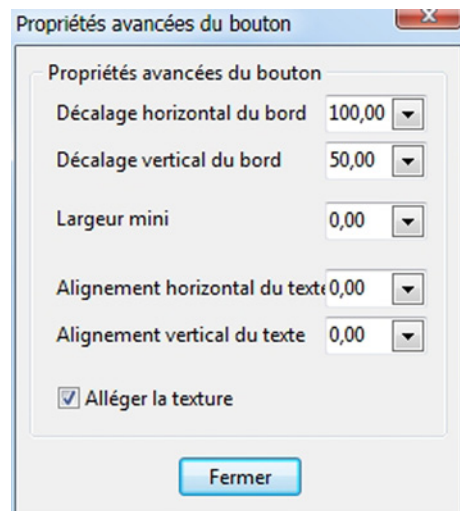 Propriétés avancées du bouton
Propriétés avancées du bouton
Décalage horizontal du bord 100,00
Décalage vertical du bord 50,00
Largeur mini 0,00
Alignement horizontal du texte 0,00
Alignement vertical du texte 0,00
Alléger la texture
Fermer